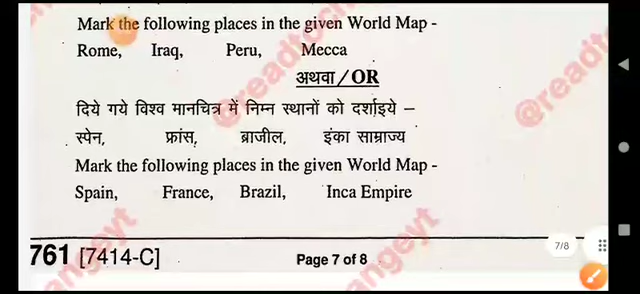 Mark the following places in the given World Map -
Rome, Iraq, Peru, Mecca
अथवा / OR
दिये गये विश्व मानचित्र में निम्न स्थानों को दर्शाइये –
स्पेन, फ्रांस, ब्राजील, इंका साम्राज्य
Mark the following places in the given World Map -
Spain, France, Brazil, Inca Empire
761 [7414-C] Page 7 of 8
7/8